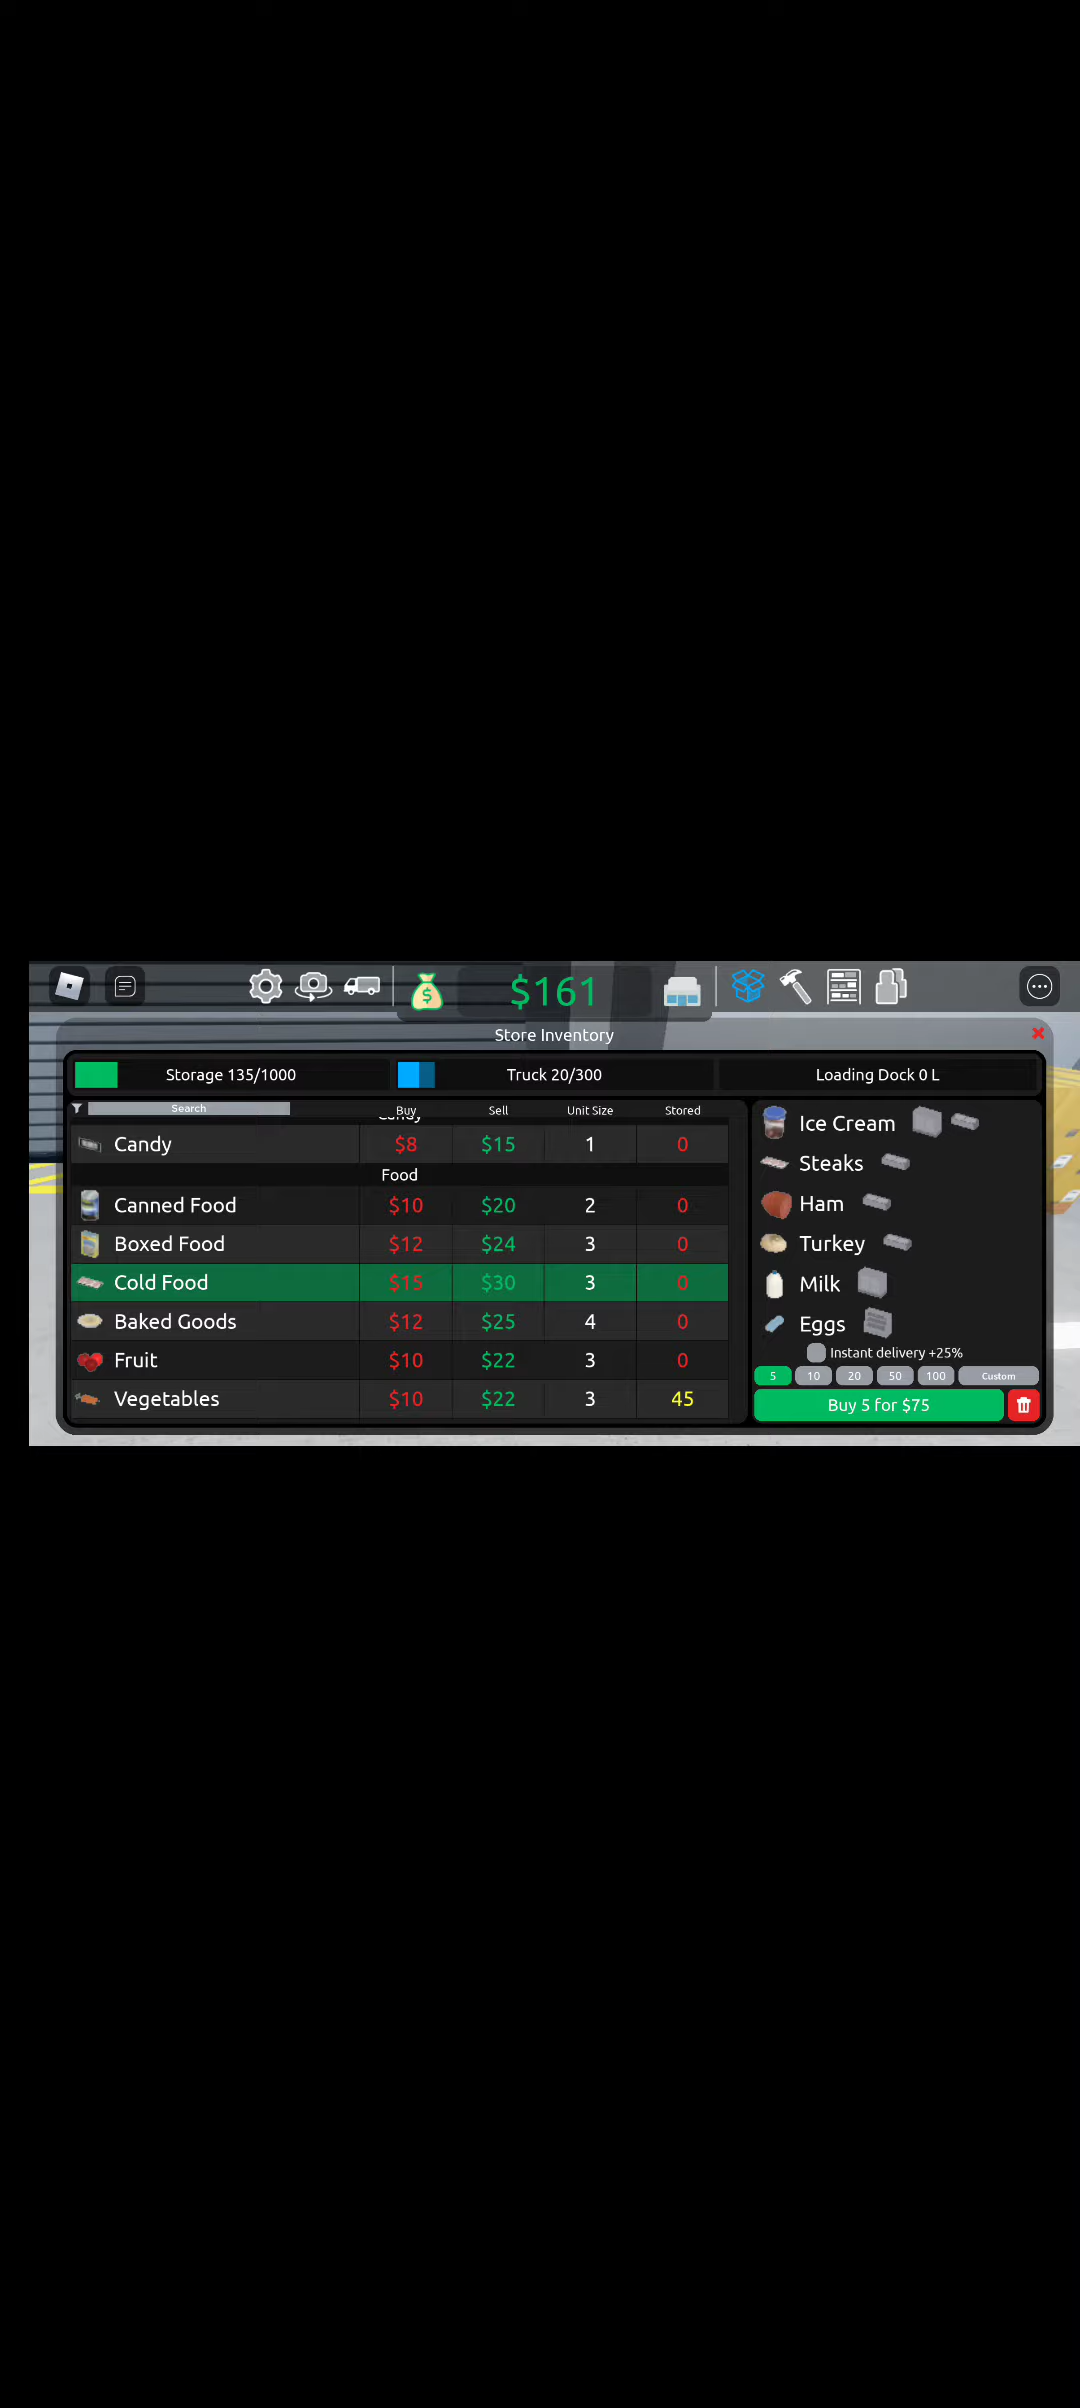 $161
Store Inventory
Storage 135/1000 Truck 20/300 Loading Dock 0 L
Search Buy Sell Unit Size Stored
Candy
Candy $8 $15 1 0
Food
Canned Food $10 $20 2 0
Boxed Food $12 $24 3 0
Cold Food $15 $30 3 0
Baked Goods $12 $25 4 0
Fruit $10 $22 3 0
Vegetables $10 $22 3 45
Ice Cream
Steaks
Ham
Turkey
Milk
Eggs
Instant delivery +25%
5 10 20 50 100 Custom
Buy 5 for $75